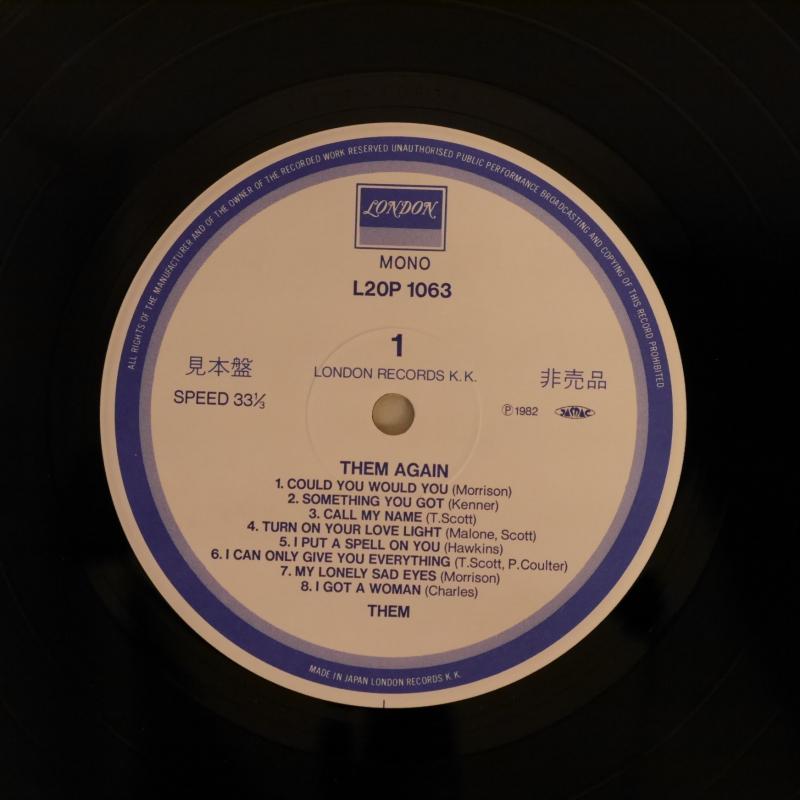 ALL RIGHTS OF THE MANUFACTURER AND OF THE OWNER OF THE RECORDED WORK RESERVED UNAUTHORISED PUBLIC PERFORMANCE BROADCASTING AND COPYING OF THIS RECORD PROHIBITED
LONDON
MONO
L20P 1063
1
LONDON RECORDS K.K.
見本盤
SPEED 33⅓
非売品
Ⓟ1982 JASRAC
THEM AGAIN
1. COULD YOU WOULD YOU (Morrison)
2. SOMETHING YOU GOT (Kenner)
3. CALL MY NAME (T.Scott)
4. TURN ON YOUR LOVE LIGHT (Malone, Scott)
5. I PUT A SPELL ON YOU (Hawkins)
6. I CAN ONLY GIVE YOU EVERYTHING (T.Scott, P.Coulter)
7. MY LONELY SAD EYES (Morrison)
8. I GOT A WOMAN (Charles)
THEM
MADE IN JAPAN LONDON RECORDS K.K.